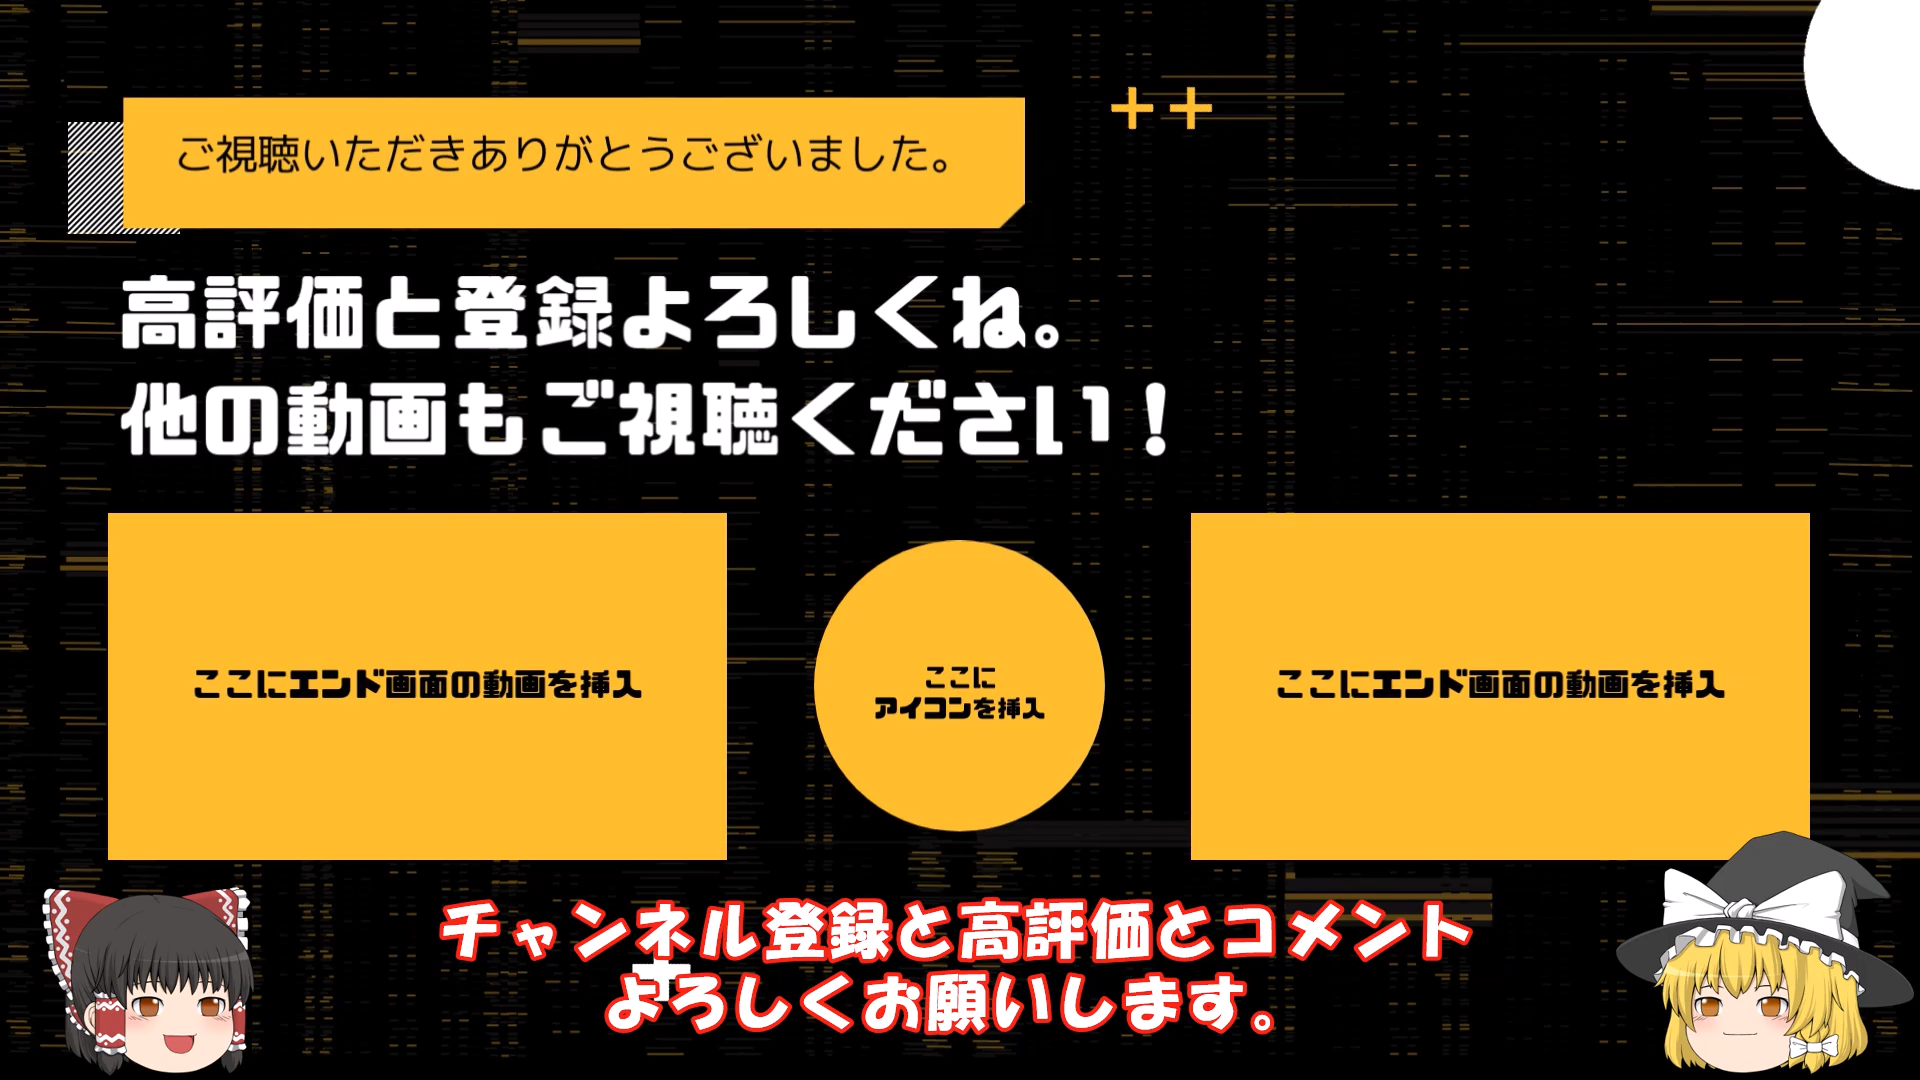 ご視聴いただきありがとうございました。
高評価と登録よろしくね。
他の動画もご視聴ください！
ここにエンド画面の動画を挿入
ここに
アイコンを挿入
ここにエンド画面の動画を挿入
チャンネル登録と高評価とコメント
よろしくお願いします。